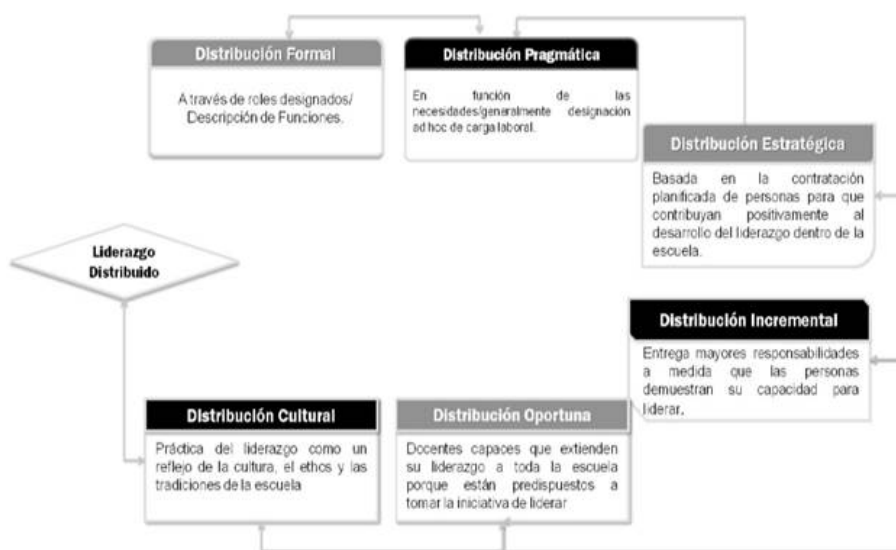 Distribución Formal
A través de roles designados/
Descripción de Funciones.
Distribución Pragmática
En función de las
necesidades/generalmente designación
ad hoc de carga laboral.
Distribución Estratégica
Basada en la contratación
planificada de personas para que
contribuyan positivamente al
desarrollo del liderazgo dentro de la
escuela.
Liderazgo
Distribuido
Distribución Incremental
Entrega mayores responsabilidades
a medida que las personas
demuestran su capacidad para
liderar.
Distribución Cultural
Práctica del liderazgo como un
reflejo de la cultura, el ethos y las
tradiciones de la escuela
Distribución Oportuna
Docentes capaces que extienden
su liderazgo a toda la escuela
porque están predispuestos a
tomar la iniciativa de liderar